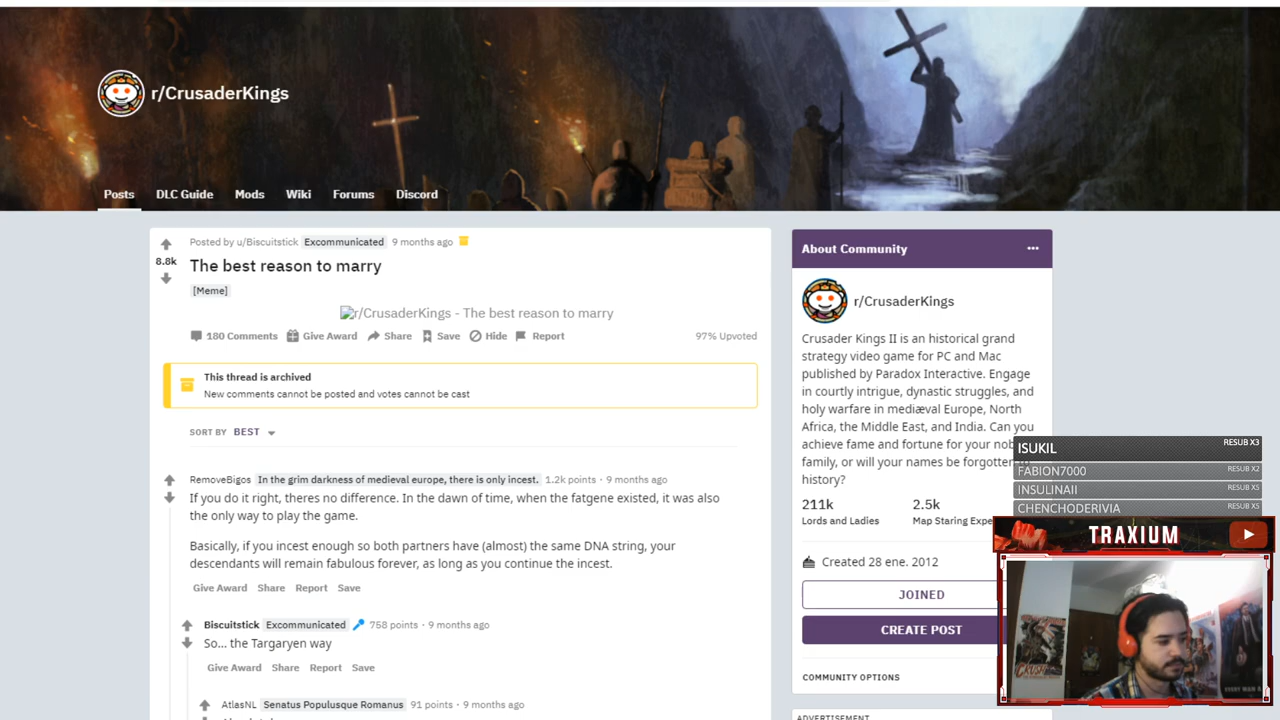 r/CrusaderKings
Posts DLC Guide Mods Wiki Forums Discord
Posted by u/Biscuitstick Excommunicated 9 months ago
8.8k
The best reason to marry
[Meme]
r/CrusaderKings - The best reason to marry
180 Comments Give Award Share Save Hide Report 97% Upvoted
This thread is archived
New comments cannot be posted and votes cannot be cast
SORT BY BEST
RemoveBigos In the grim darkness of medieval europe, there is only incest. 1.2k points · 9 months ago
If you do it right, theres no difference. In the dawn of time, when the fatgene existed, it was also
the only way to play the game.
Basically, if you incest enough so both partners have (almost) the same DNA string, your
descendants will remain fabulous forever, as long as you continue the incest.
Give Award Share Report Save
Biscuitstick Excommunicated 758 points · 9 months ago
So... the Targaryen way
Give Award Share Report Save
AtlasNL Senatus Populusque Romanus 91 points · 9 months ago
About Community
r/CrusaderKings
Crusader Kings II is an historical grand
strategy video game for PC and Mac
published by Paradox Interactive. Engage
in courtly intrigue, dynastic struggles, and
holy warfare in mediæval Europe, North
Africa, the Middle East, and India. Can you
achieve fame and fortune for your
family, or will your names be forgotten
history?
211k 2.5k
Lords and Ladies Map Staring
Created 28 ene. 2012
JOINED
CREATE POST
COMMUNITY OPTIONS
ADVERTISEMENT
ISUKIL RESUB X3
FABION7000 RESUB X2
INSULINAII RESUB X5
CHENCHODERIVIA RESUB X5
TRAXIUM